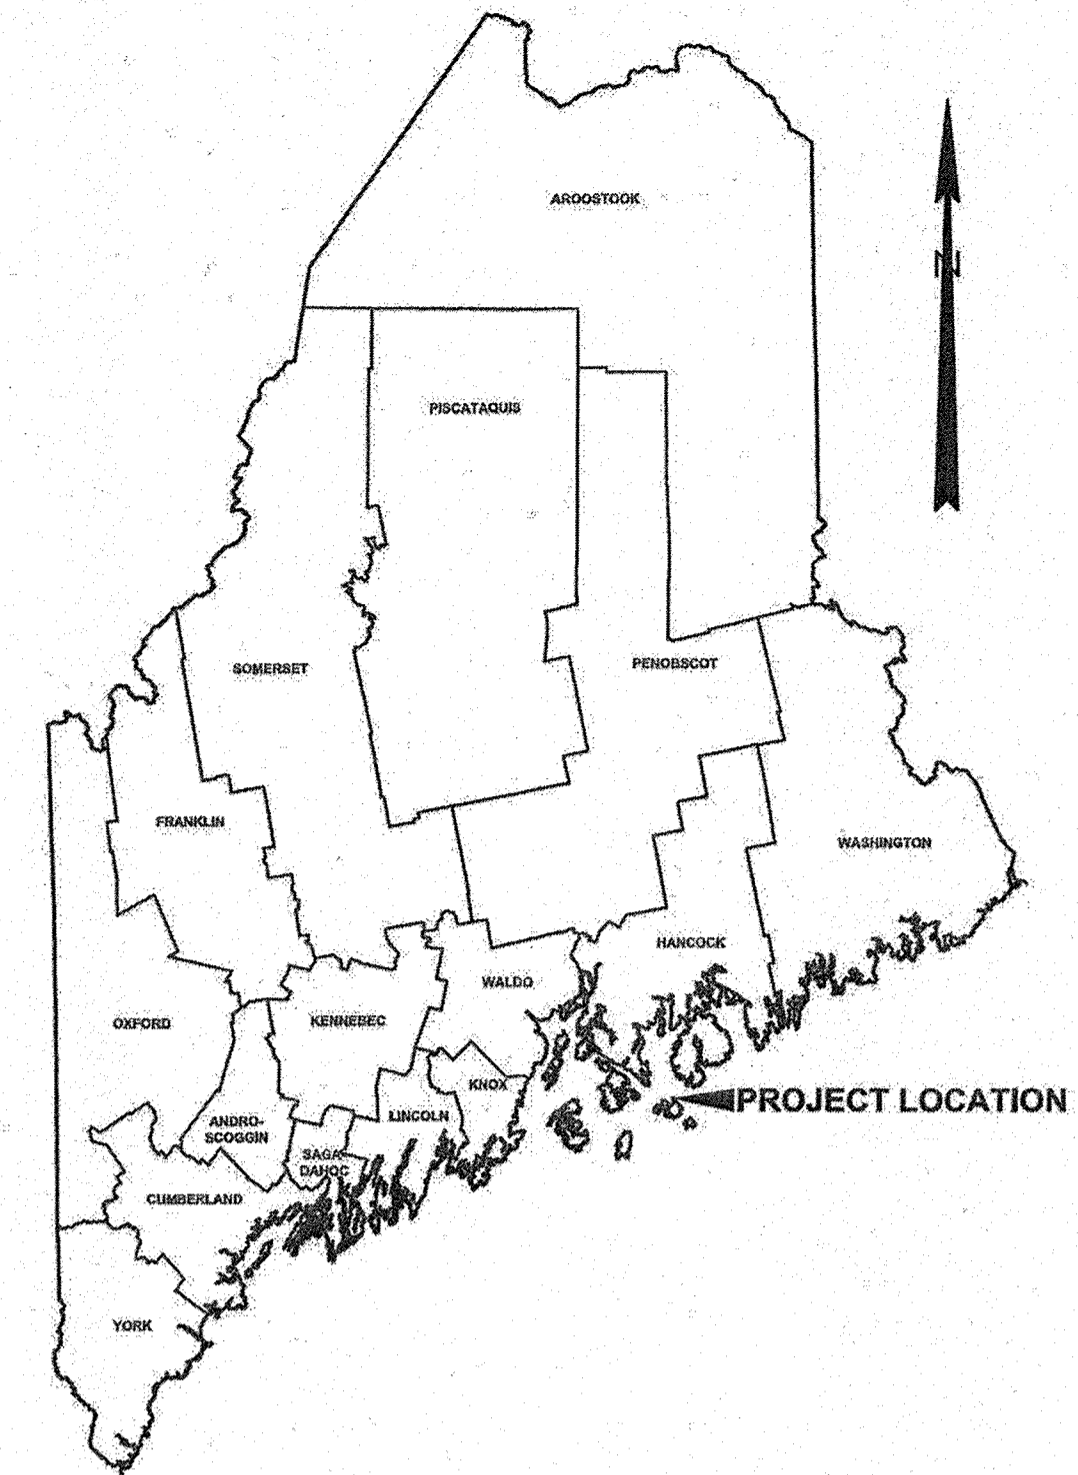 AROOSTOOK
N
PISCATAQUIS
SOMERSET
PENOBSCOT
FRANKLIN
WASHINGTON
HANCOCK
WALDO
OXFORD
KENNEBEC
KNOX
PROJECT LOCATION
LINCOLN
ANDRO-
SCOGGIN
SAGA-
DAHOC
CUMBERLAND
YORK